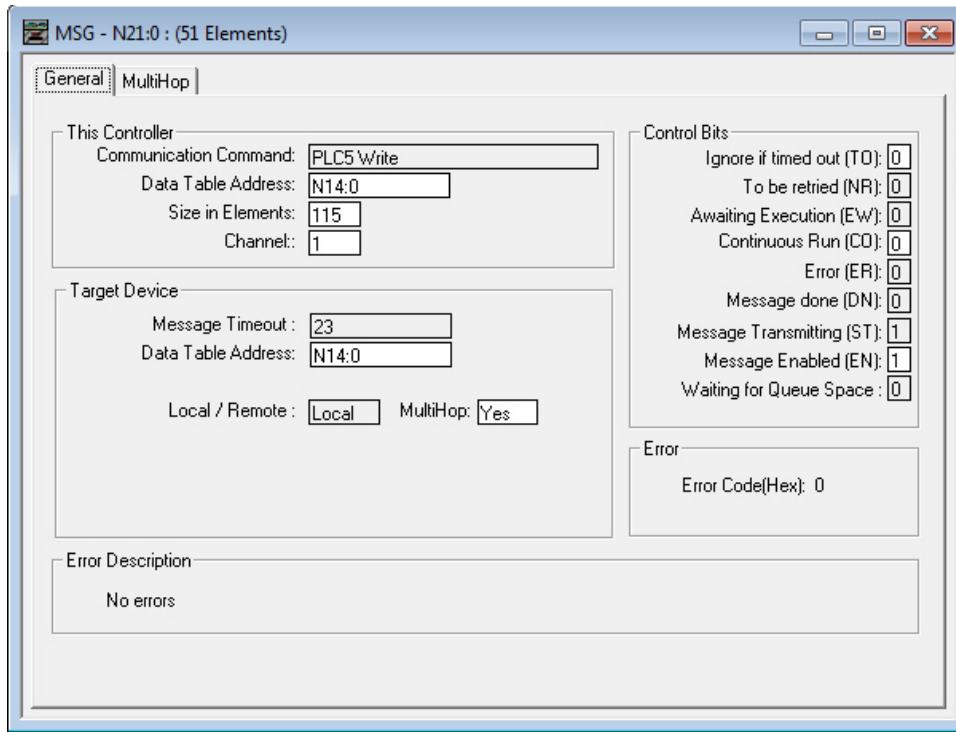 MSG - N21:0 : (51 Elements)
General MultiHop
This Controller
Communication Command: PLC5 Write
Data Table Address: N14:0
Size in Elements: 115
Channel:: 1
Target Device
Message Timeout : 23
Data Table Address: N14:0
Local / Remote : Local MultiHop: Yes
Control Bits
Ignore if timed out (TO): 0
To be retried (NR): 0
Awaiting Execution (EW): 0
Continuous Run (CO): 0
Error (ER): 0
Message done (DN): 0
Message Transmitting (ST): 1
Message Enabled (EN): 1
Waiting for Queue Space : 0
Error
Error Code(Hex): 0
Error Description
No errors